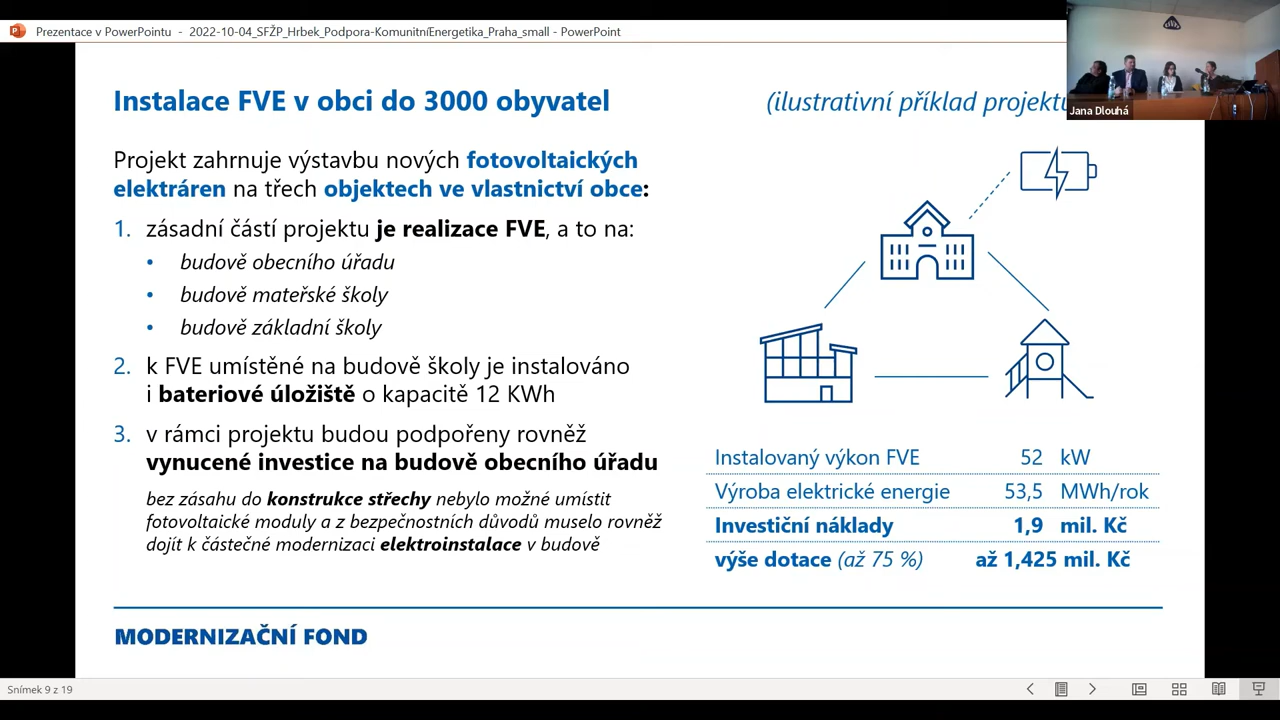 Prezentace v PowerPointu - 2022-10-04_SFŽP_Hrbek_Podpora-KomunitníEnergetika_Praha_small - PowerPoint
Jana Dlouhá
Instalace FVE v obci do 3000 obyvatel
(ilustrativní příklad projektu
Projekt zahrnuje výstavbu nových fotovoltaických
elektráren na třech objektech ve vlastnictví obce:
1. zásadní částí projektu je realizace FVE, a to na:
• budově obecního úřadu
• budově mateřské školy
• budově základní školy
2. k FVE umístěné na budově školy je instalováno
i bateriové úložiště o kapacitě 12 KWh
3. v rámci projektu budou podpořeny rovněž
vynucené investice na budově obecního úřadu
bez zásahu do konstrukce střechy nebylo možné umístit
fotovoltaické moduly a z bezpečnostních důvodů muselo rovněž
dojít k částečné modernizaci elektroinstalace v budově
Instalovaný výkon FVE 52 kW
Výroba elektrické energie 53,5 MWh/rok
Investiční náklady 1,9 mil. Kč
výše dotace (až 75 %) až 1,425 mil. Kč
MODERNIZAČNÍ FOND
Snímek 9 z 19